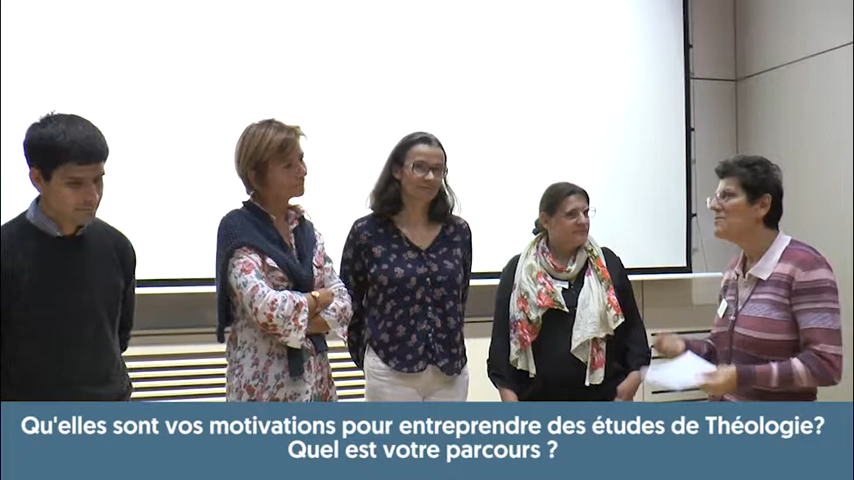 Qu'elles sont vos motivations pour entreprendre des études de Théologie?
Quel est votre parcours ?